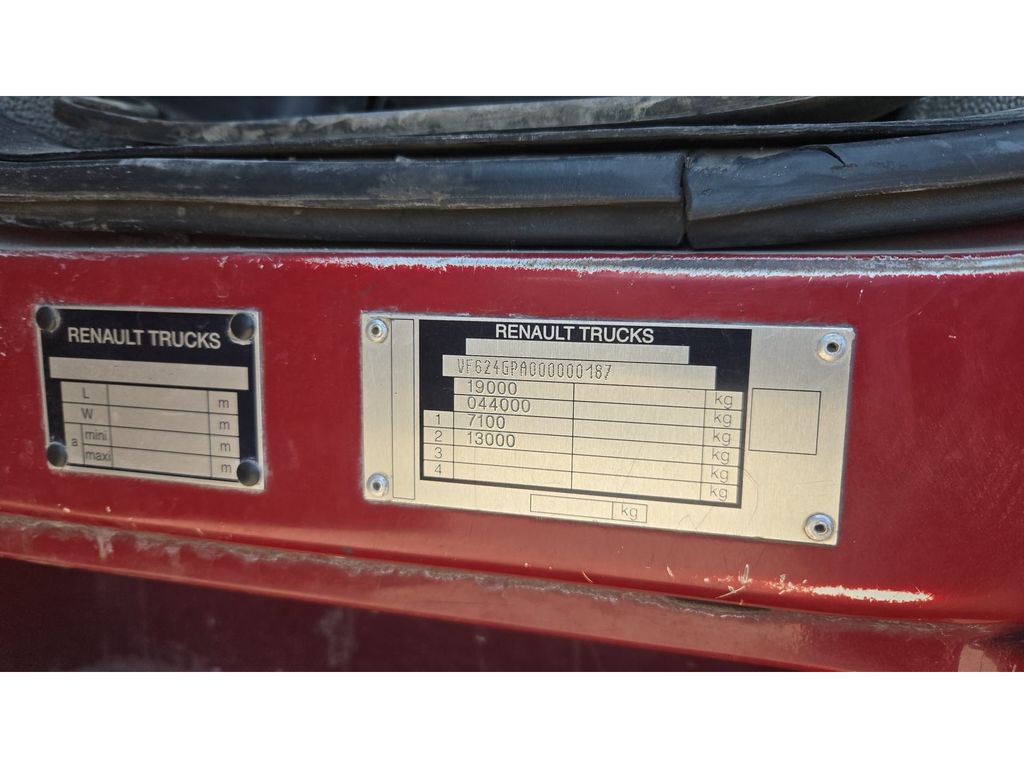 RENAULT TRUCKS
L m
W m
a mini m
maxi m
RENAULT TRUCKS
VF624GPA000000187
19000 kg
044000 kg
1 7100 kg
2 13000 kg
3 kg
4 kg
kg